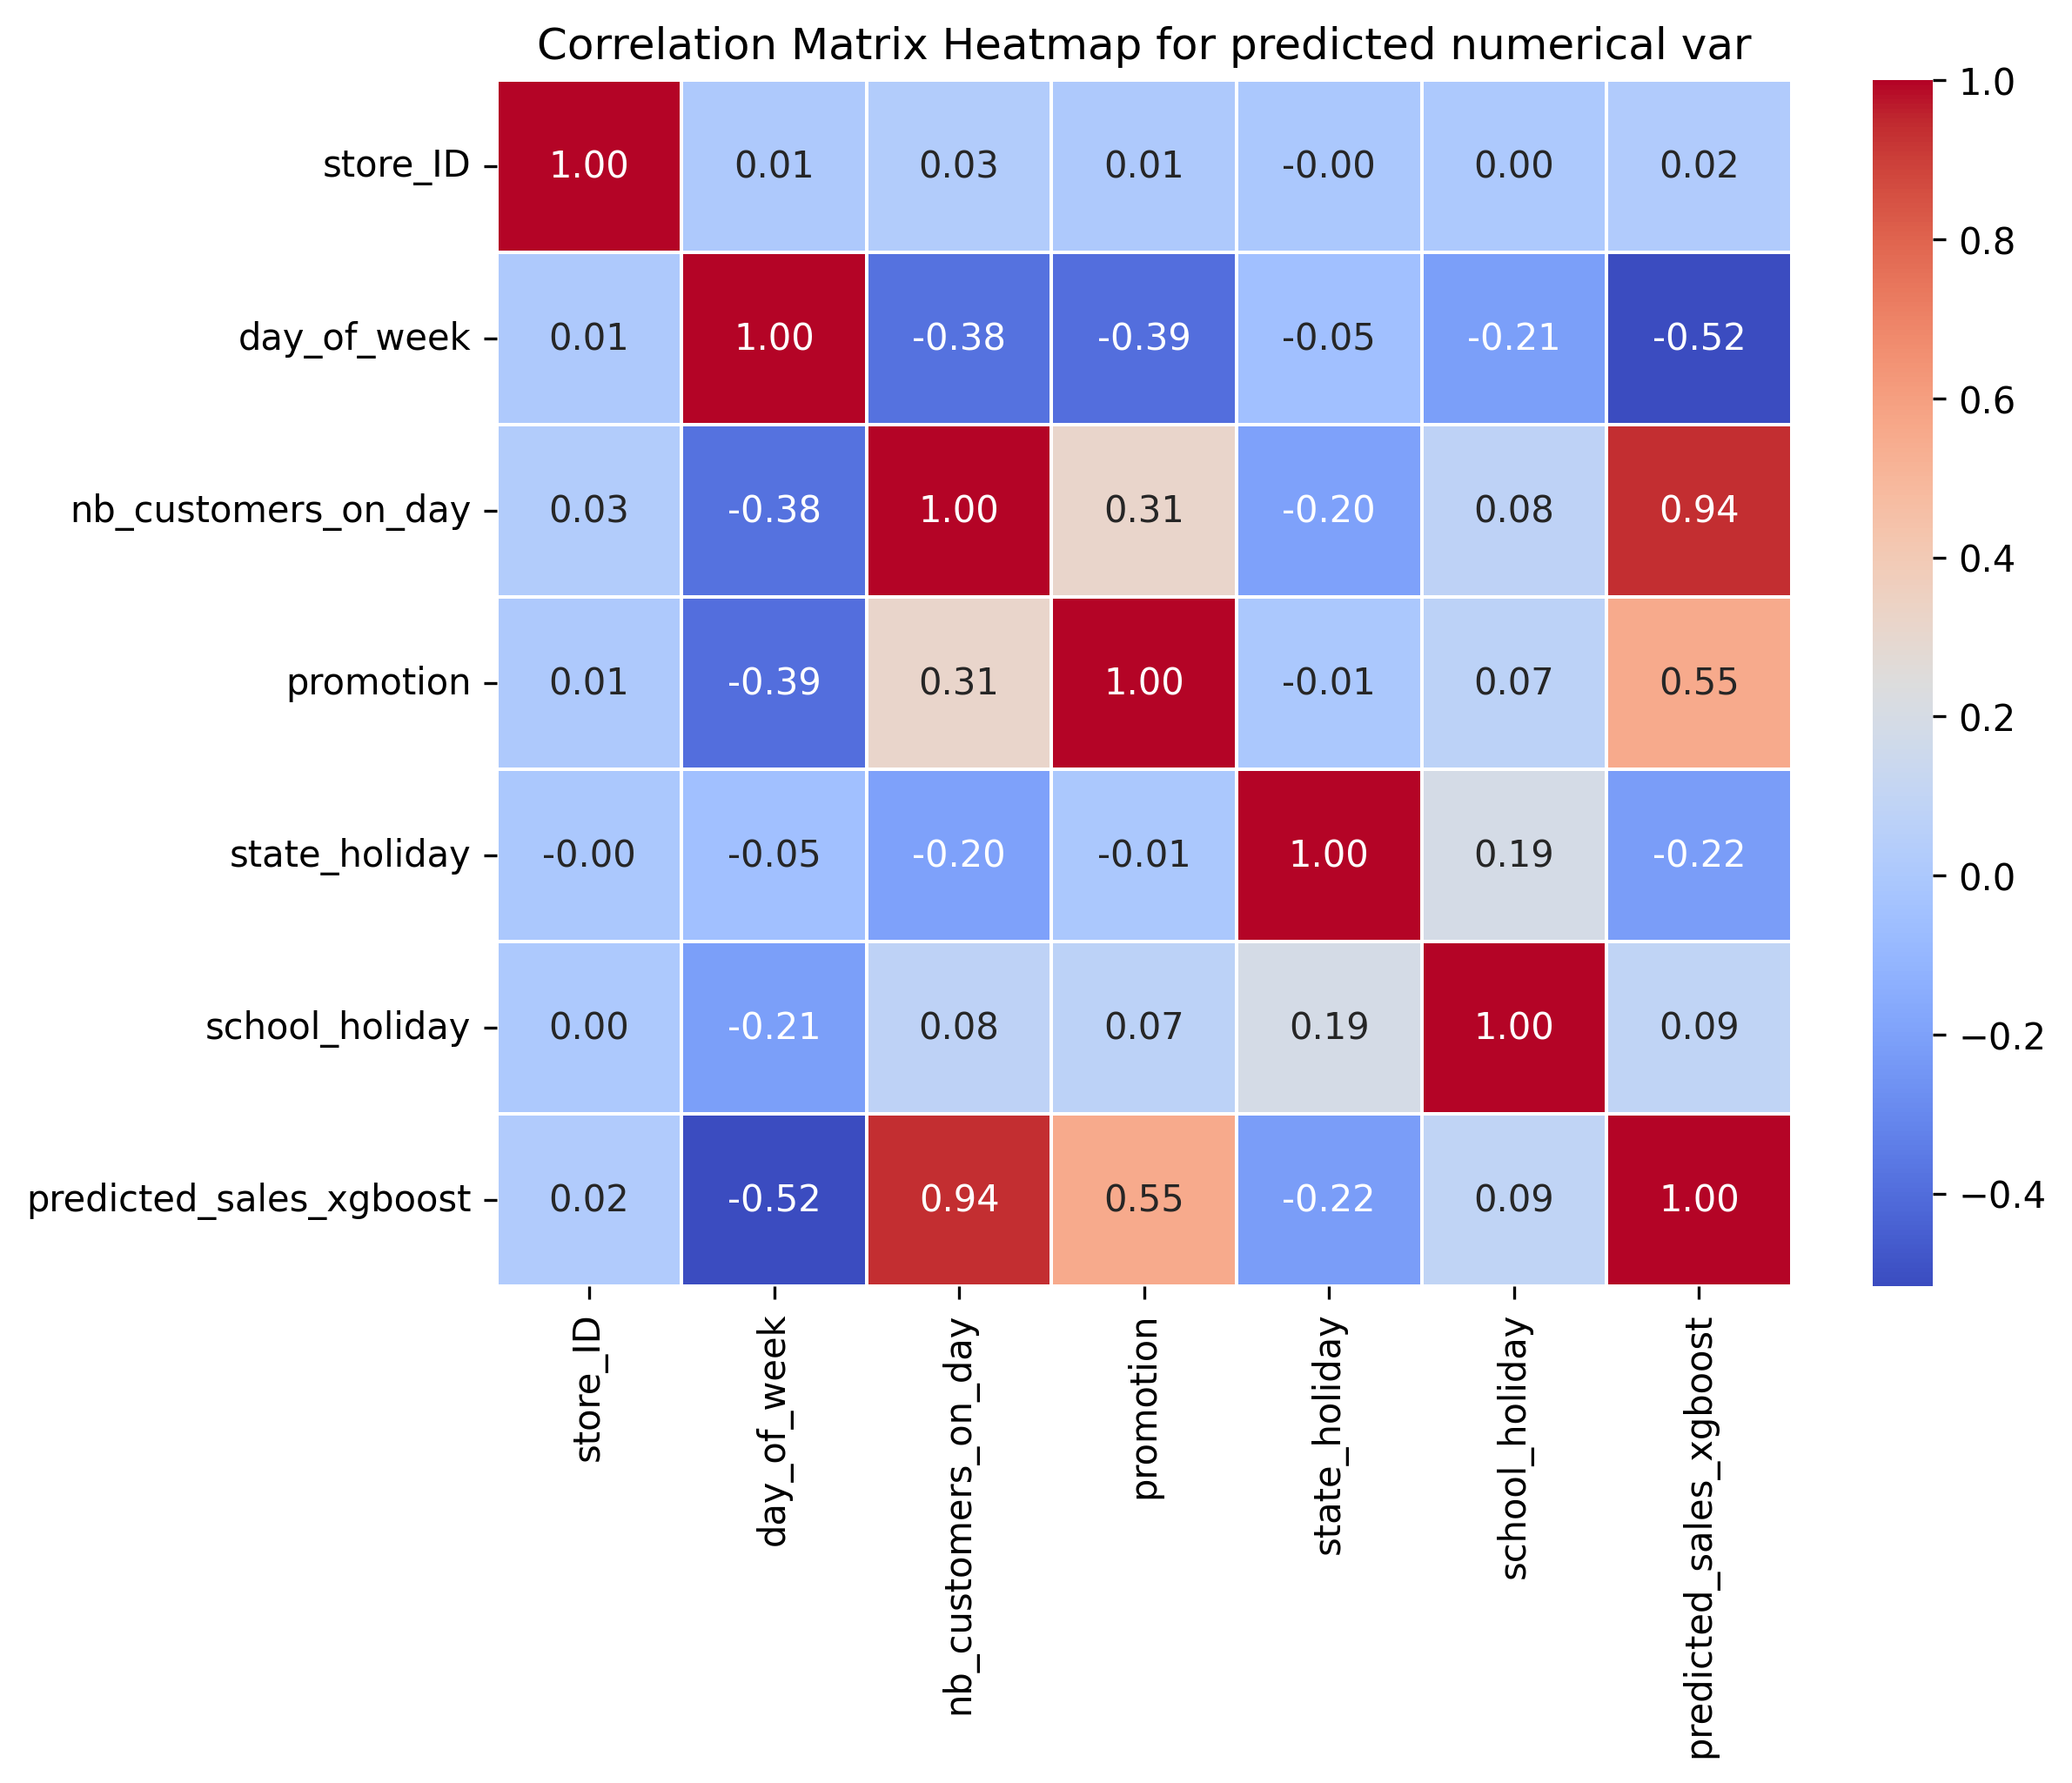 Correlation Matrix Heatmap for predicted numerical var
store_ID 1.00 0.01 0.03 0.01 -0.00 0.00 0.02
day_of_week 0.01 1.00 -0.38 -0.39 -0.05 -0.21 -0.52
nb_customers_on_day 0.03 -0.38 1.00 0.31 -0.20 0.08 0.94
promotion 0.01 -0.39 0.31 1.00 -0.01 0.07 0.55
state_holiday -0.00 -0.05 -0.20 -0.01 1.00 0.19 -0.22
school_holiday 0.00 -0.21 0.08 0.07 0.19 1.00 0.09
predicted_sales_xgboost 0.02 -0.52 0.94 0.55 -0.22 0.09 1.00
store_ID
day_of_week
nb_customers_on_day
promotion
state_holiday
school_holiday
predicted_sales_xgboost
1.0
0.8
0.6
0.4
0.2
0.0
−0.2
−0.4